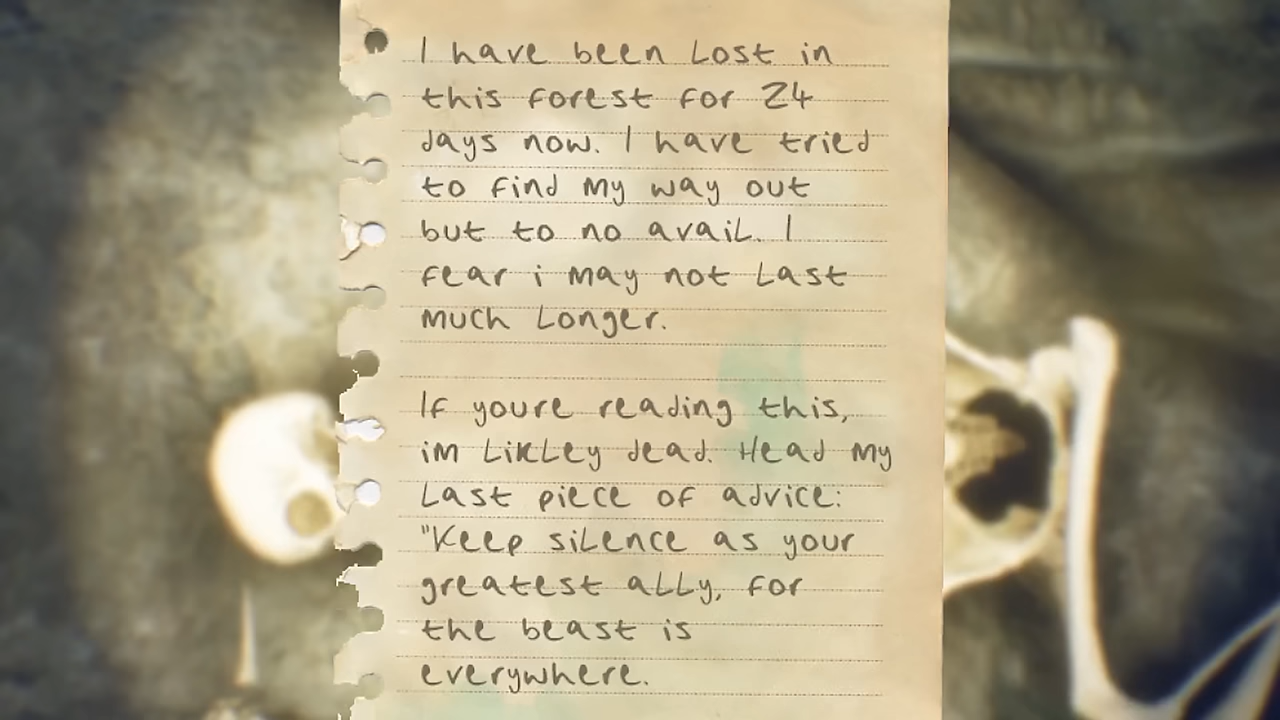 I have been Lost in
this forest for 24
days now. I have tried
to find my way out
but to no avail. I
fear i may not Last
much Longer.
If youre reading this,
im Likley dead. Head my
Last piece of advice:
"Keep silence as your
greatest ally, for
the beast is
everywhere.